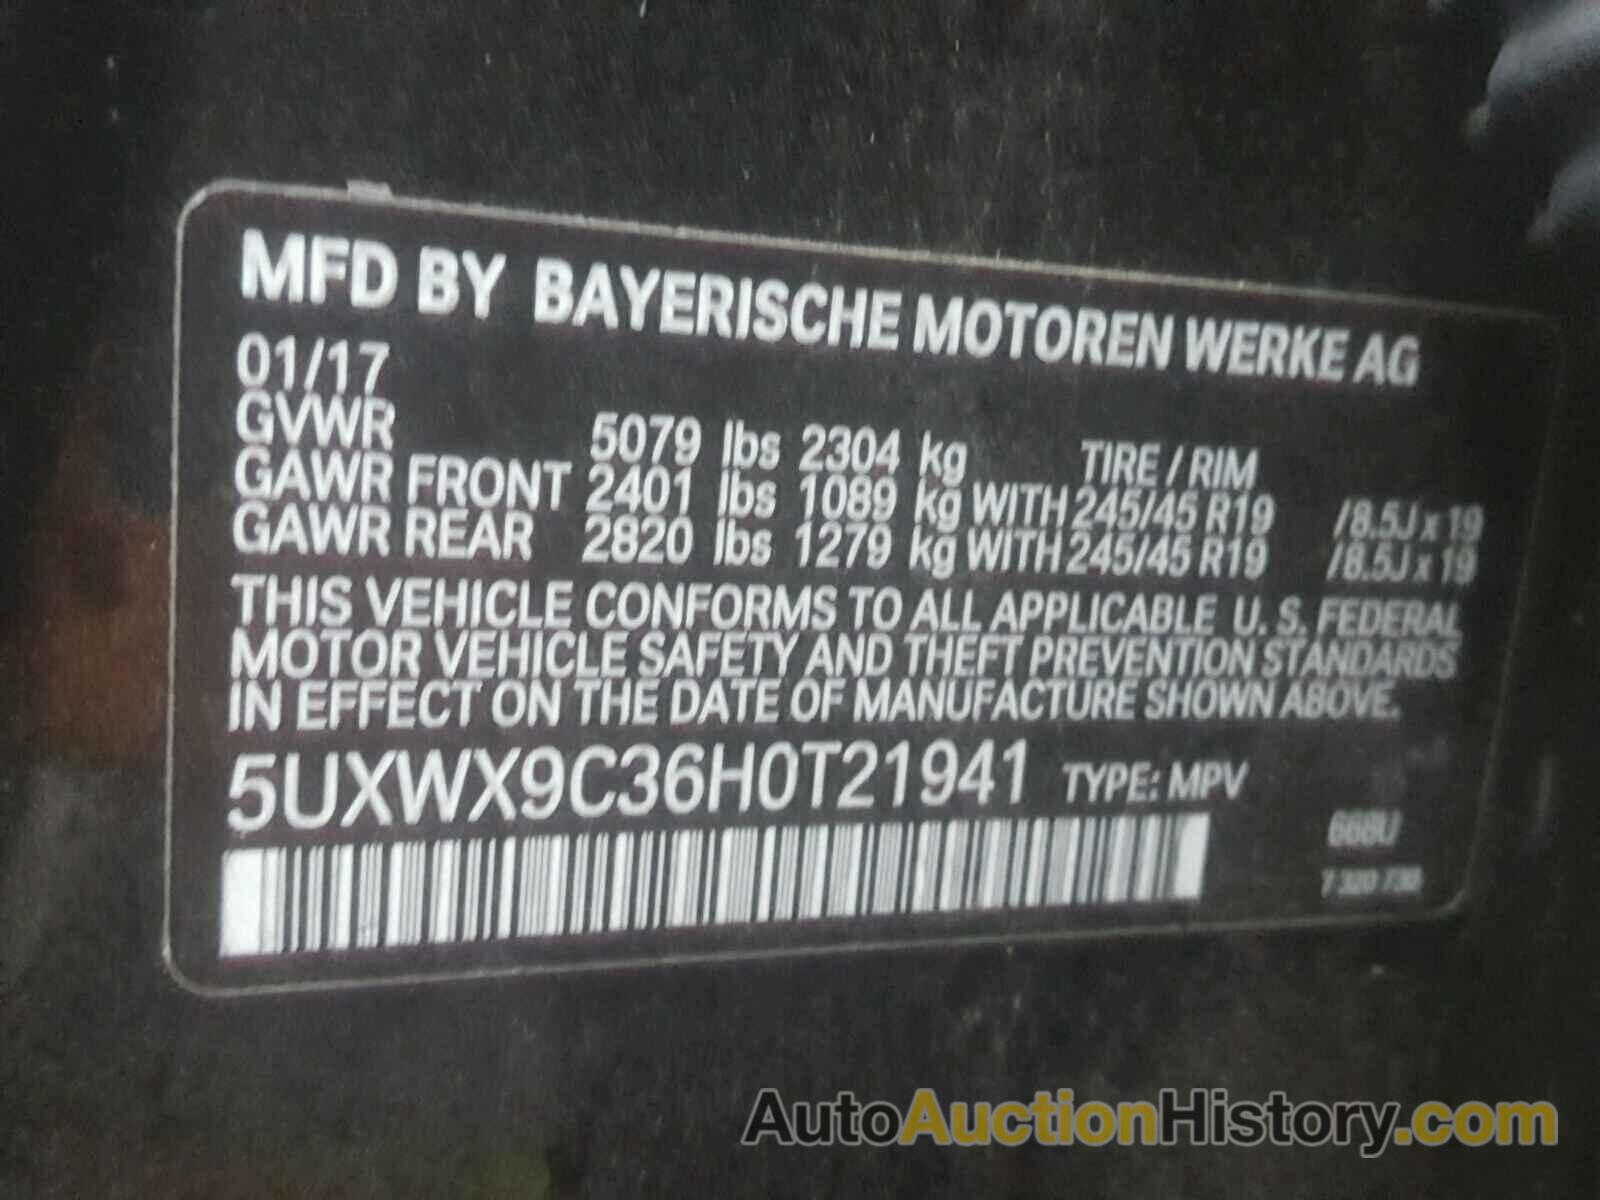 MFD BY BAYERISCHE MOTOREN WERKE AG
01/17
GVWR 5079 lbs 2304 kg TIRE / RIM
GAWR FRONT 2401 lbs 1089 kg WITH 245/45 R19 /8.5J x 19
GAWR REAR 2820 lbs 1279 kg WITH 245/45 R19 /8.5J x 19
THIS VEHICLE CONFORMS TO ALL APPLICABLE U. S. FEDERAL
MOTOR VEHICLE SAFETY AND THEFT PREVENTION STANDARDS
IN EFFECT ON THE DATE OF MANUFACTURE SHOWN ABOVE.
5UXWX9C36H0T21941 TYPE: MPV
668U
7 320 730
AutoAuctionHistory.com